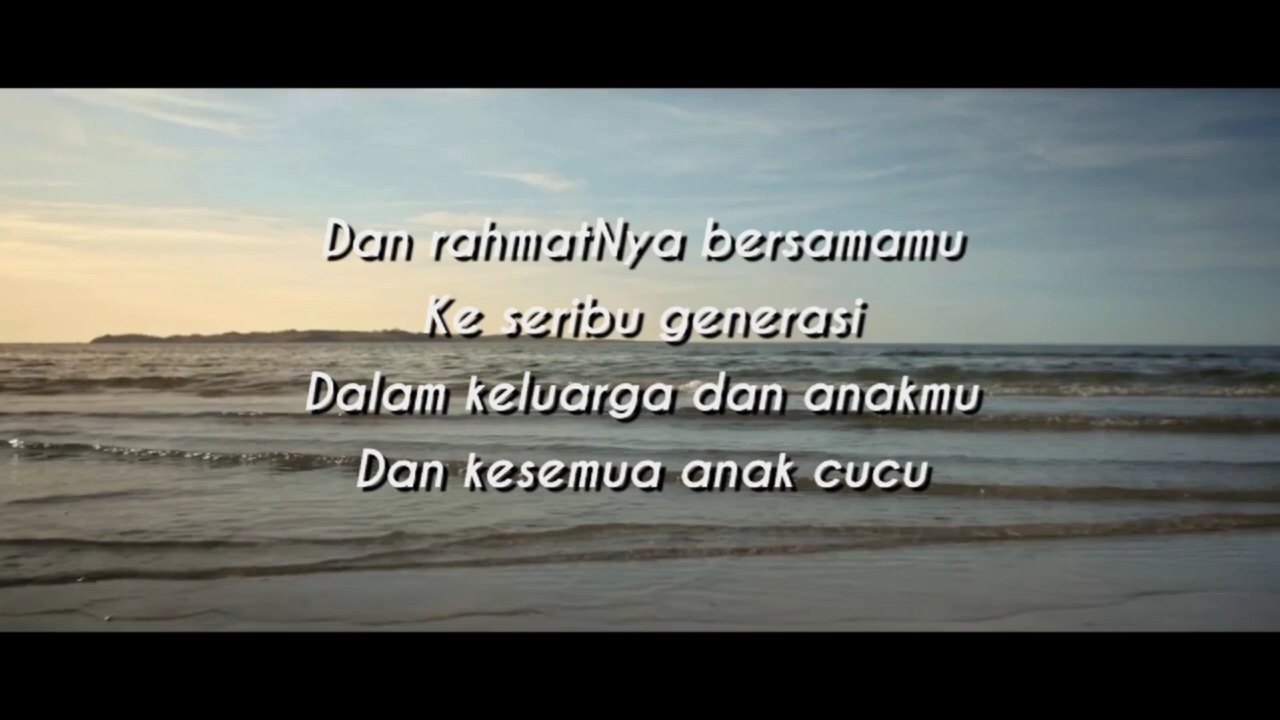 Dan rahmatNya bersamamu
Ke seribu generasi
Dalam keluarga dan anakmu
Dan kesemua anak cucu